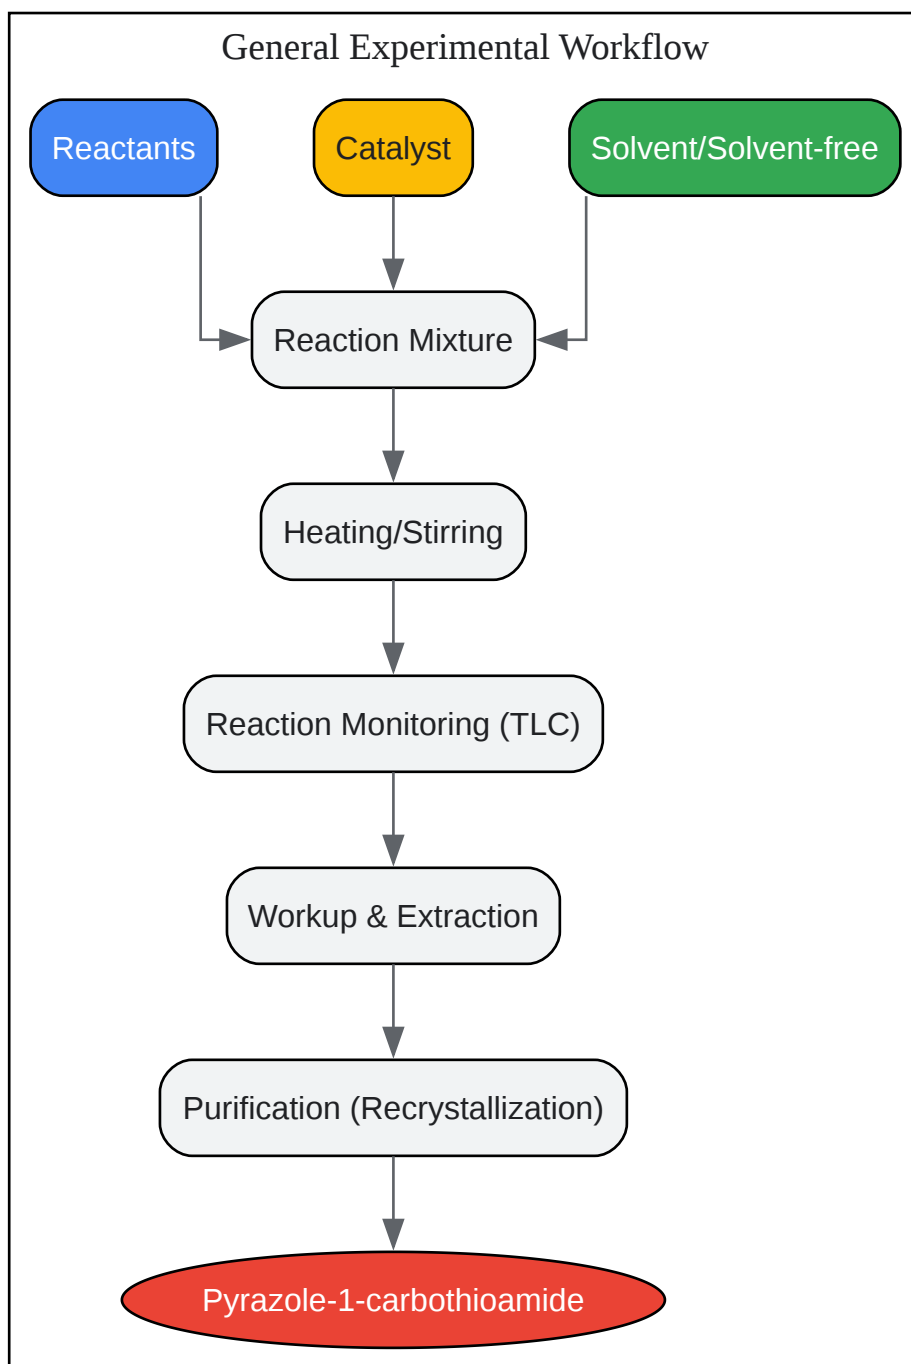 General Experimental Workflow
Reactants
Catalyst
Solvent/Solvent-free
Reaction Mixture
Heating/Stirring
Reaction Monitoring (TLC)
Workup & Extraction
Purification (Recrystallization)
Pyrazole-1-carbothioamide